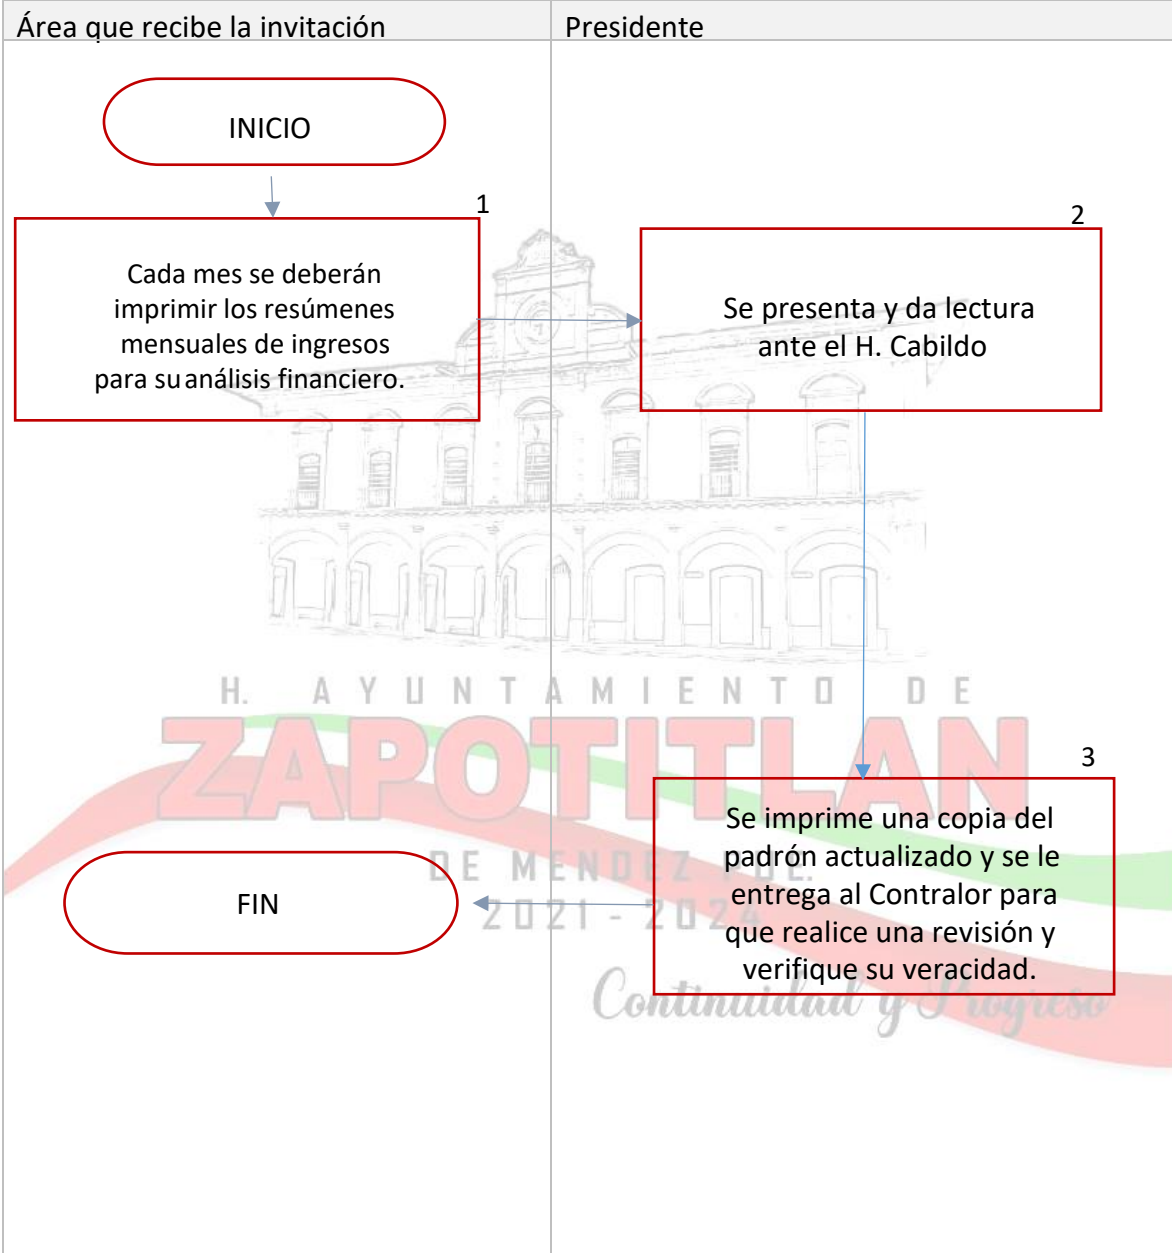 Área que recibe la invitación
Presidente
INICIO
1
Cada mes se deberán
imprimir los resúmenes
mensuales de ingresos
para su análisis financiero.
2
Se presenta y da lectura
ante el H. Cabildo
H. AYUNTAMIENTO DE
ZAPOTITLAN
3
Se imprime una copia del
padrón actualizado y se le
entrega al Contralor para
que realice una revisión y
verifique su veracidad.
DE MENDEZ PUE.
2021 - 2024
FIN
Continuidad y Progreso